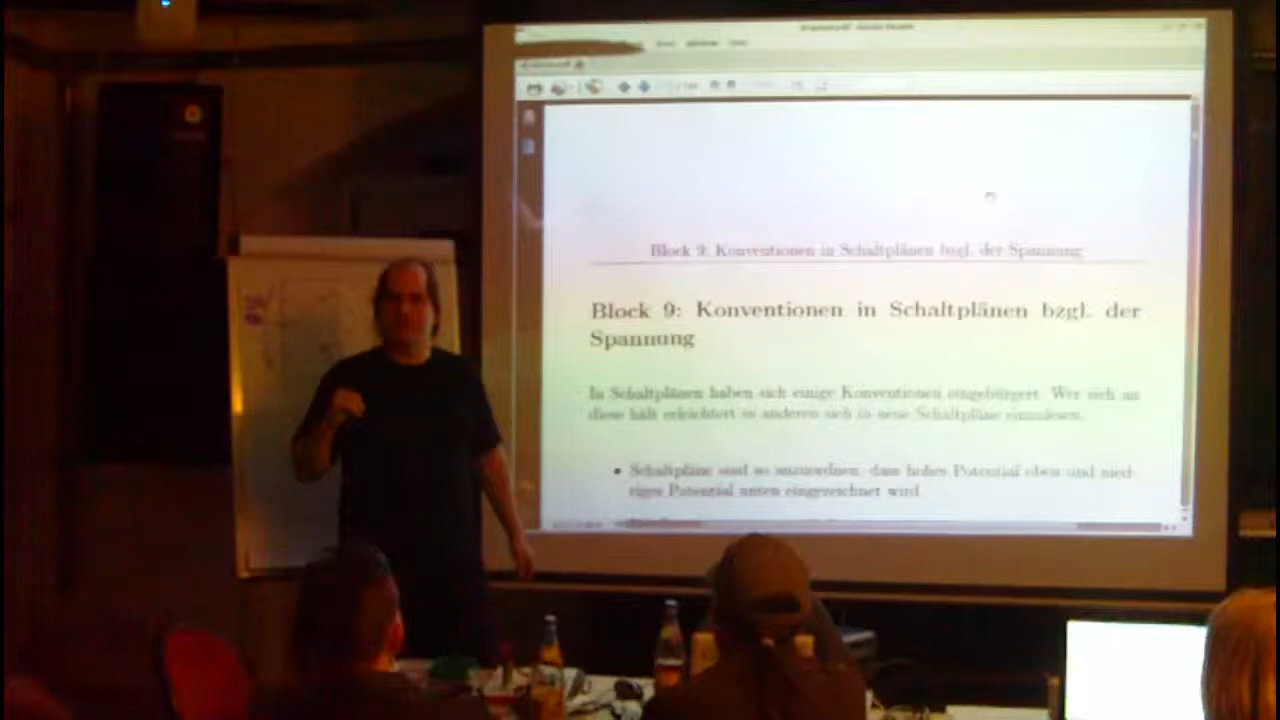 Block 9: Konventionen in Schaltplänen bzgl. der Spannung
Block 9: Konventionen in Schaltplänen bzgl. der
Spannung
In Schaltplänen haben sich einige Konventionen eingebürgert. Wer sich an
diese hält erleichtert es anderen sich in neue Schaltpläne einzulesen.
• Schaltpläne sind so anzuordnen, dass hohes Potential oben und nied-
riges Potential unten eingezeichnet wird